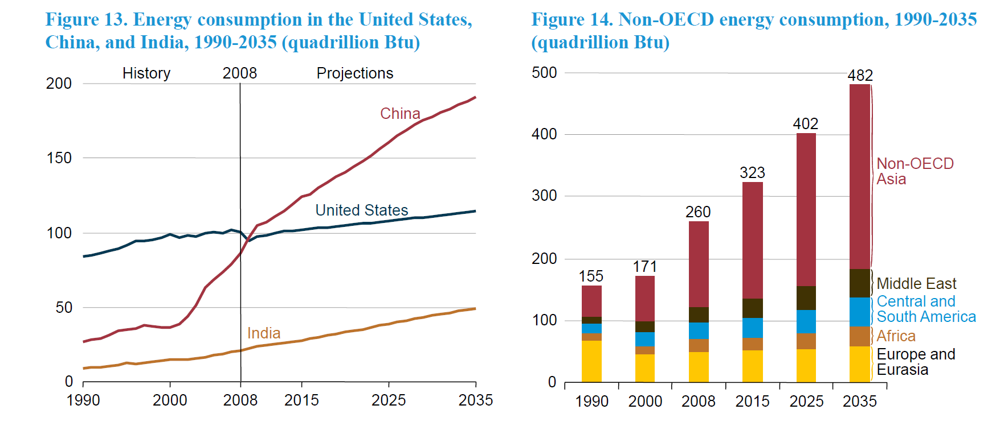 Figure 13. Energy consumption in the United States,
China, and India, 1990-2035 (quadrillion Btu)
History 2008 Projections
200
China
150
United States
100
50
India
0
1990 2000 2008 2015 2025 2035
Figure 14. Non-OECD energy consumption, 1990-2035
(quadrillion Btu)
500
482
402
400
Non-OECD
Asia
323
300
260
200
171
155
Middle East
Central and
South America
100
Africa
Europe and
Eurasia
0
1990 2000 2008 2015 2025 2035